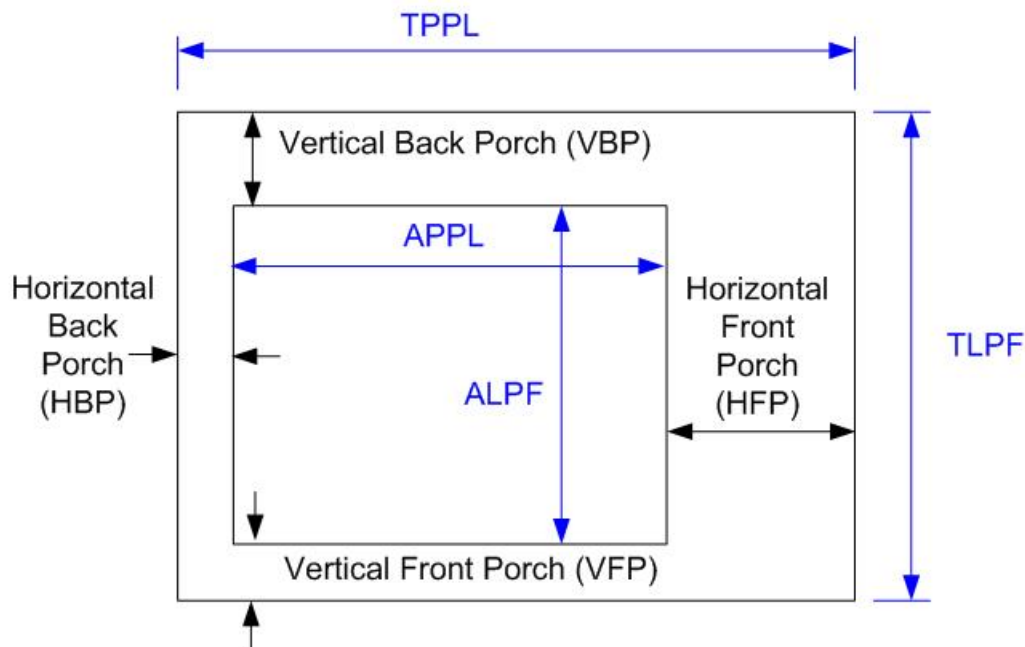 TPPL
Vertical Back Porch (VBP)
APPL
Horizontal
Back
Porch
(HBP)
ALPF
Horizontal
Front
Porch
(HFP)
TLPF
Vertical Front Porch (VFP)